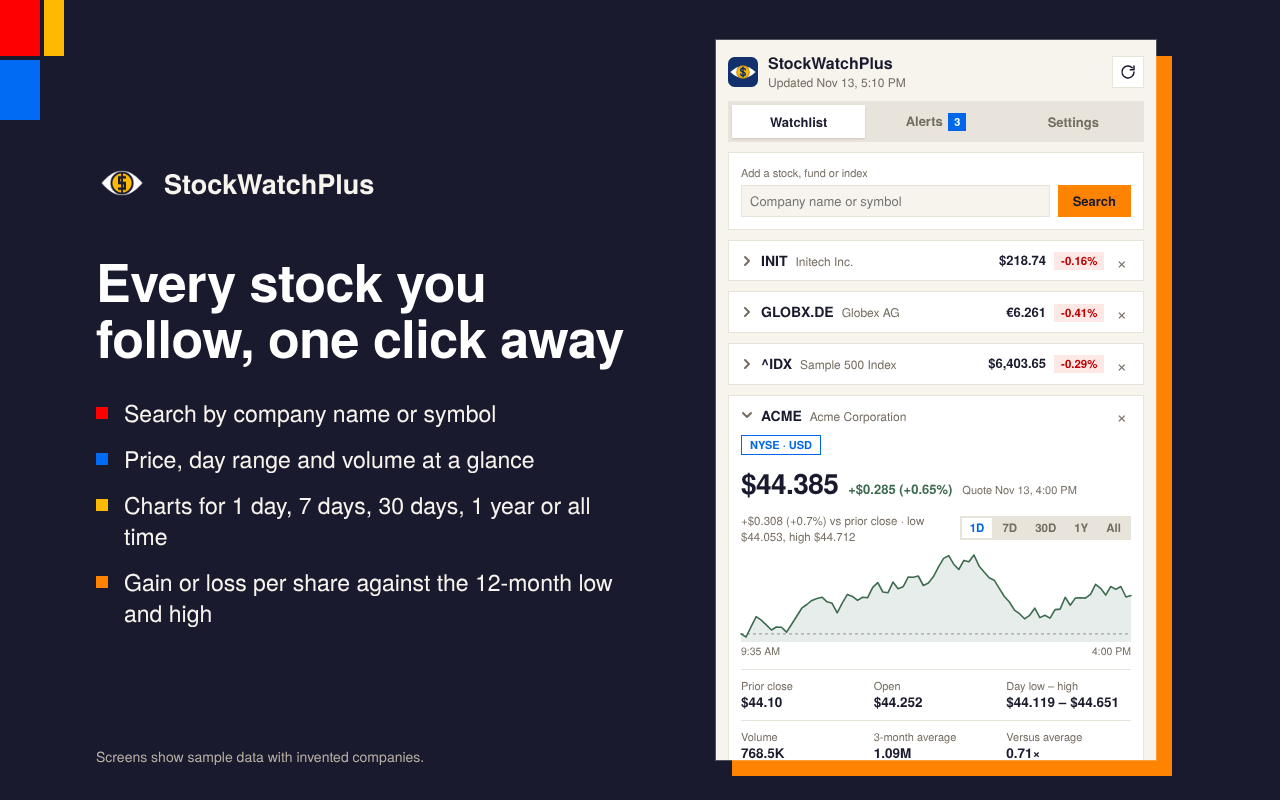 StockWatchPlus
Every stock you
follow, one click away
Search by company name or symbol
Price, day range and volume at a glance
Charts for 1 day, 7 days, 30 days, 1 year or all
time
Gain or loss per share against the 12-month low
and high
Screens show sample data with invented companies.
StockWatchPlus
Updated Nov 13, 5:10 PM
Watchlist Alerts 3 Settings
Add a stock, fund or index
Company name or symbol Search
INIT Initech Inc. $218.74 -0.16% ×
GLOBX.DE Globex AG €6.261 -0.41% ×
^IDX Sample 500 Index $6,403.65 -0.29% ×
ACME Acme Corporation ×
NYSE · USD
$44.385 +$0.285 (+0.65%) Quote Nov 13, 4:00 PM
+$0.308 (+0.7%) vs prior close · low
$44.053, high $44.712
1D 7D 30D 1Y All
9:35 AM 4:00 PM
Prior close Open Day low – high
$44.10 $44.252 $44.119 – $44.651
Volume 3-month average Versus average
768.5K 1.09M 0.71×